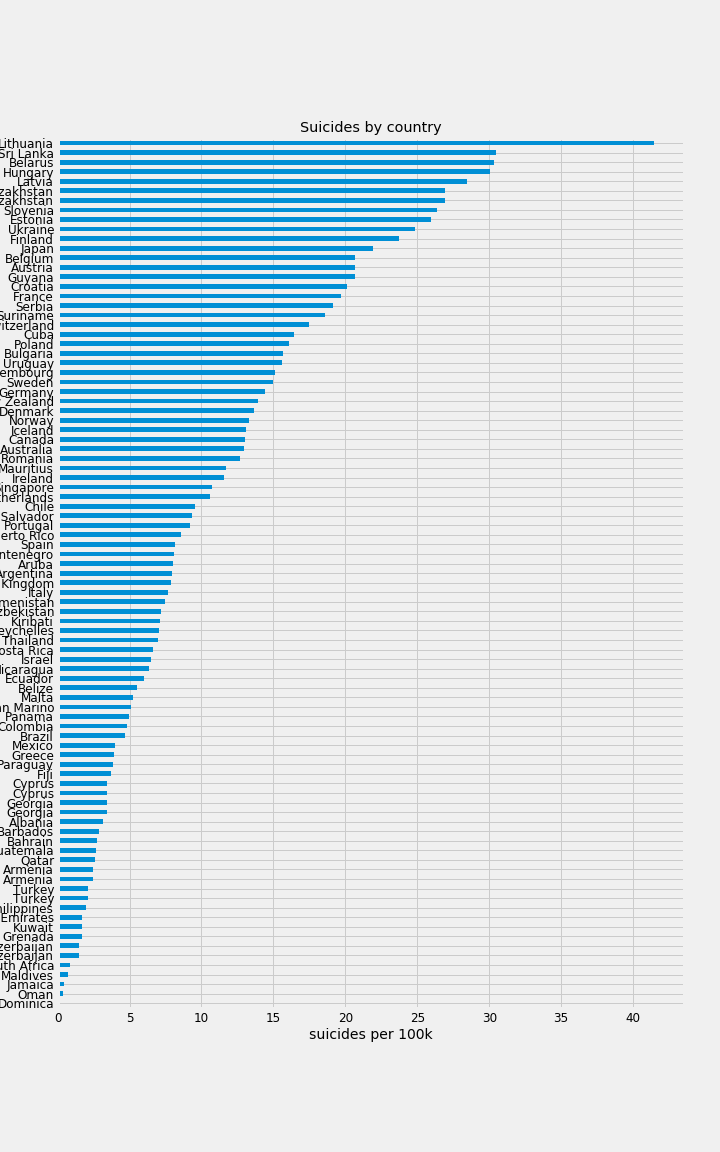 Suicides by country
Lithuania
Sri Lanka
Belarus
Hungary
Latvia
zakhstan
zakhstan
Slovenia
Estonia
Ukraine
Finland
Japan
Belgium
Austria
Guyana
Croatia
France
Serbia
Suriname
vitzerland
Cuba
Poland
Bulgaria
Uruguay
embourg
Sweden
Germany
Zealand
Denmark
Norway
Iceland
Canada
Australia
Romania
Mauritius
Ireland
Singapore
therlands
Chile
Salvador
Portugal
erto Rico
Spain
ntenegro
Aruba
Argentina
Kingdom
Italy
menistan
zbekistan
Kiribati
eychelles
Thailand
osta Rica
Israel
Nicaragua
Ecuador
Belize
Malta
an Marino
Panama
Colombia
Brazil
Mexico
Greece
Paraguay
Fiji
Cyprus
Cyprus
Georgia
Georgia
Albania
Barbados
Bahrain
uatemala
Qatar
Armenia
Armenia
Turkey
Turkey
hilippines
Emirates
Kuwait
Grenada
zerbaijan
zerbaijan
uth Africa
Maldives
Jamaica
Oman
Dominica
0 5 10 15 20 25 30 35 40
suicides per 100k